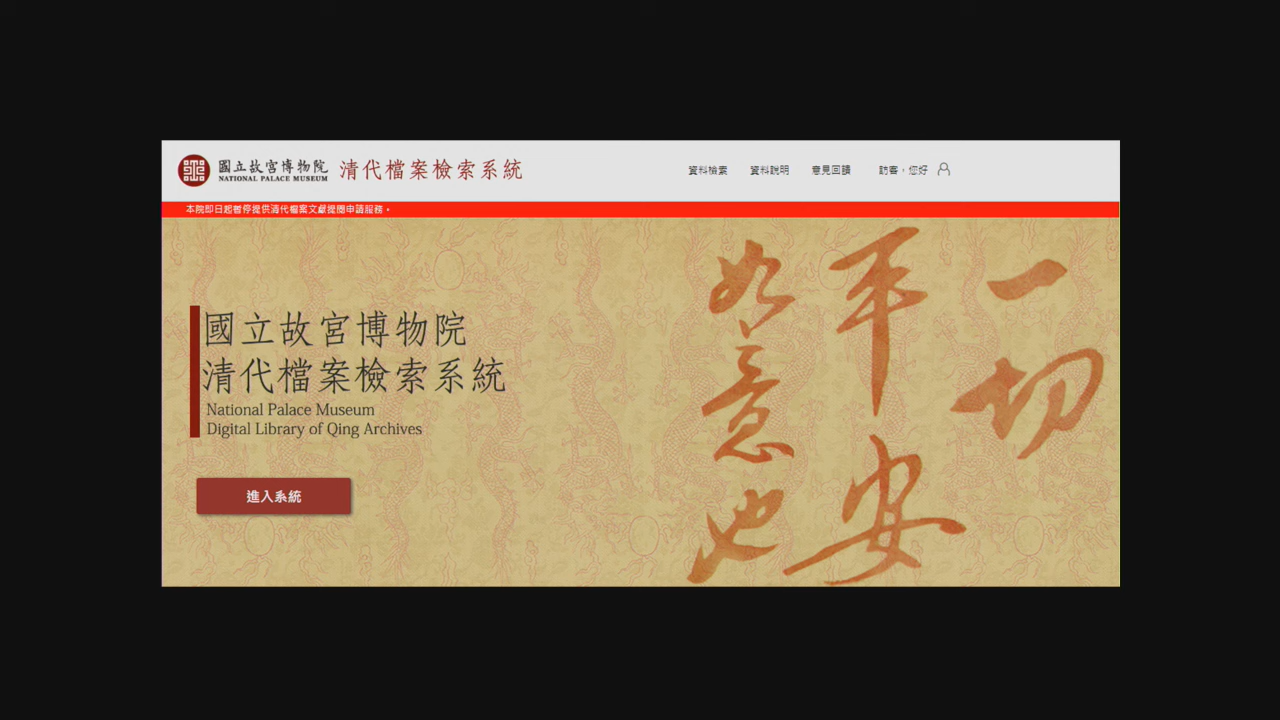 國立故宮博物院
NATIONAL PALACE MUSEUM
清代檔案檢索系統
資料檢索
資料說明
意見回饋
訪客，您好
本院即日起暫停提供清代檔案文獻提閱申請服務。
國立故宮博物院
清代檔案檢索系統
National Palace Museum
Digital Library of Qing Archives
進入系統
一切
平安
如意也